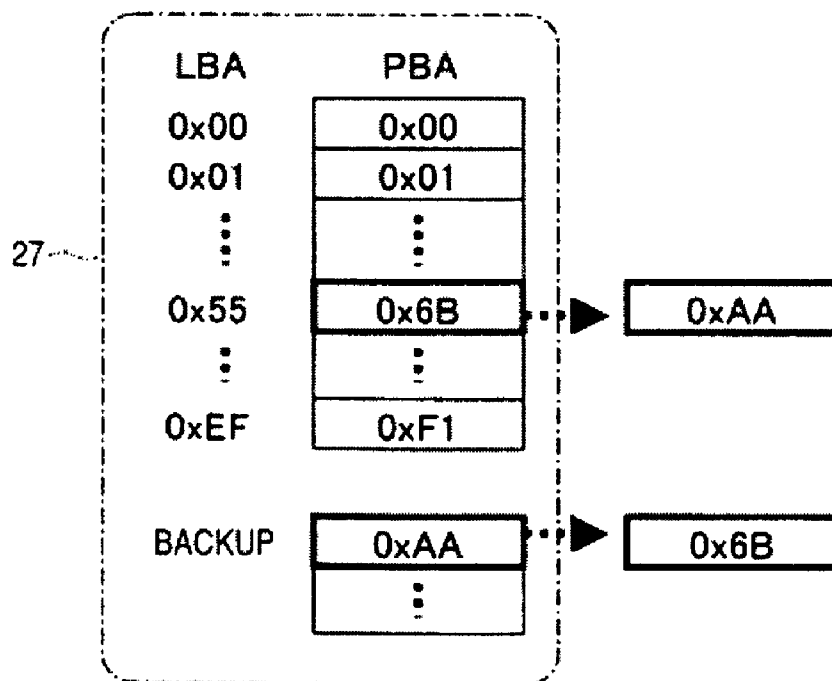 LBA PBA
0x00 0x00
0x01 0x01
27
0x55 0x6B 0xAA
0xEF 0xF1
BACKUP 0xAA 0x6B